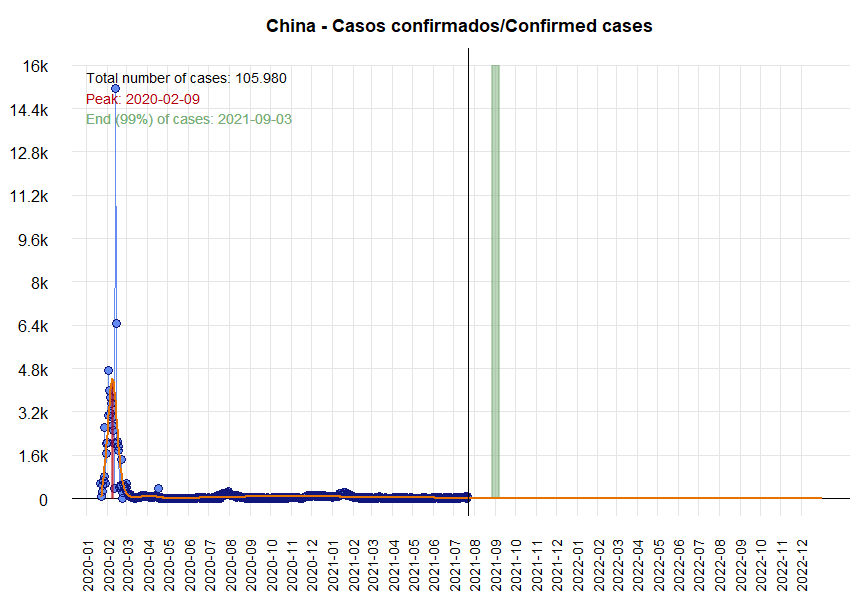 China - Casos confirmados/Confirmed cases
16k
14.4k
12.8k
11.2k
9.6k
8k
6.4k
4.8k
3.2k
1.6k
0
Total number of cases: 105.980
Peak: 2020-02-09
End (99%) of cases: 2021-09-03
2020-01
2020-02
2020-03
2020-04
2020-05
2020-06
2020-07
2020-08
2020-09
2020-10
2020-11
2020-12
2021-01
2021-02
2021-03
2021-04
2021-05
2021-06
2021-07
2021-08
2021-09
2021-10
2021-11
2021-12
2022-01
2022-02
2022-03
2022-04
2022-05
2022-06
2022-07
2022-08
2022-09
2022-10
2022-11
2022-12